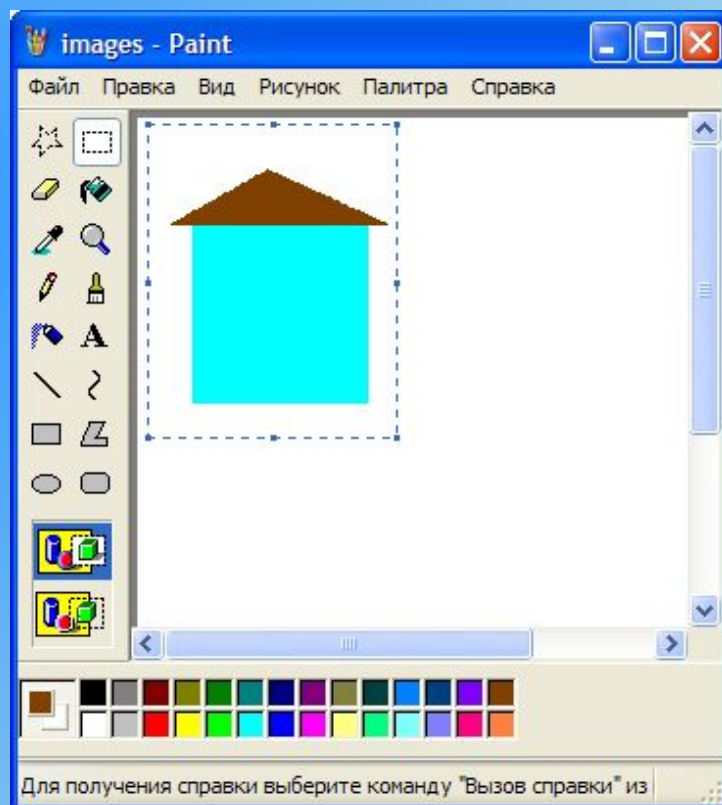 images - Paint
Файл Правка Вид Рисунок Палитра Справка
A
Для получения справки выберите команду "Вызов справки" из